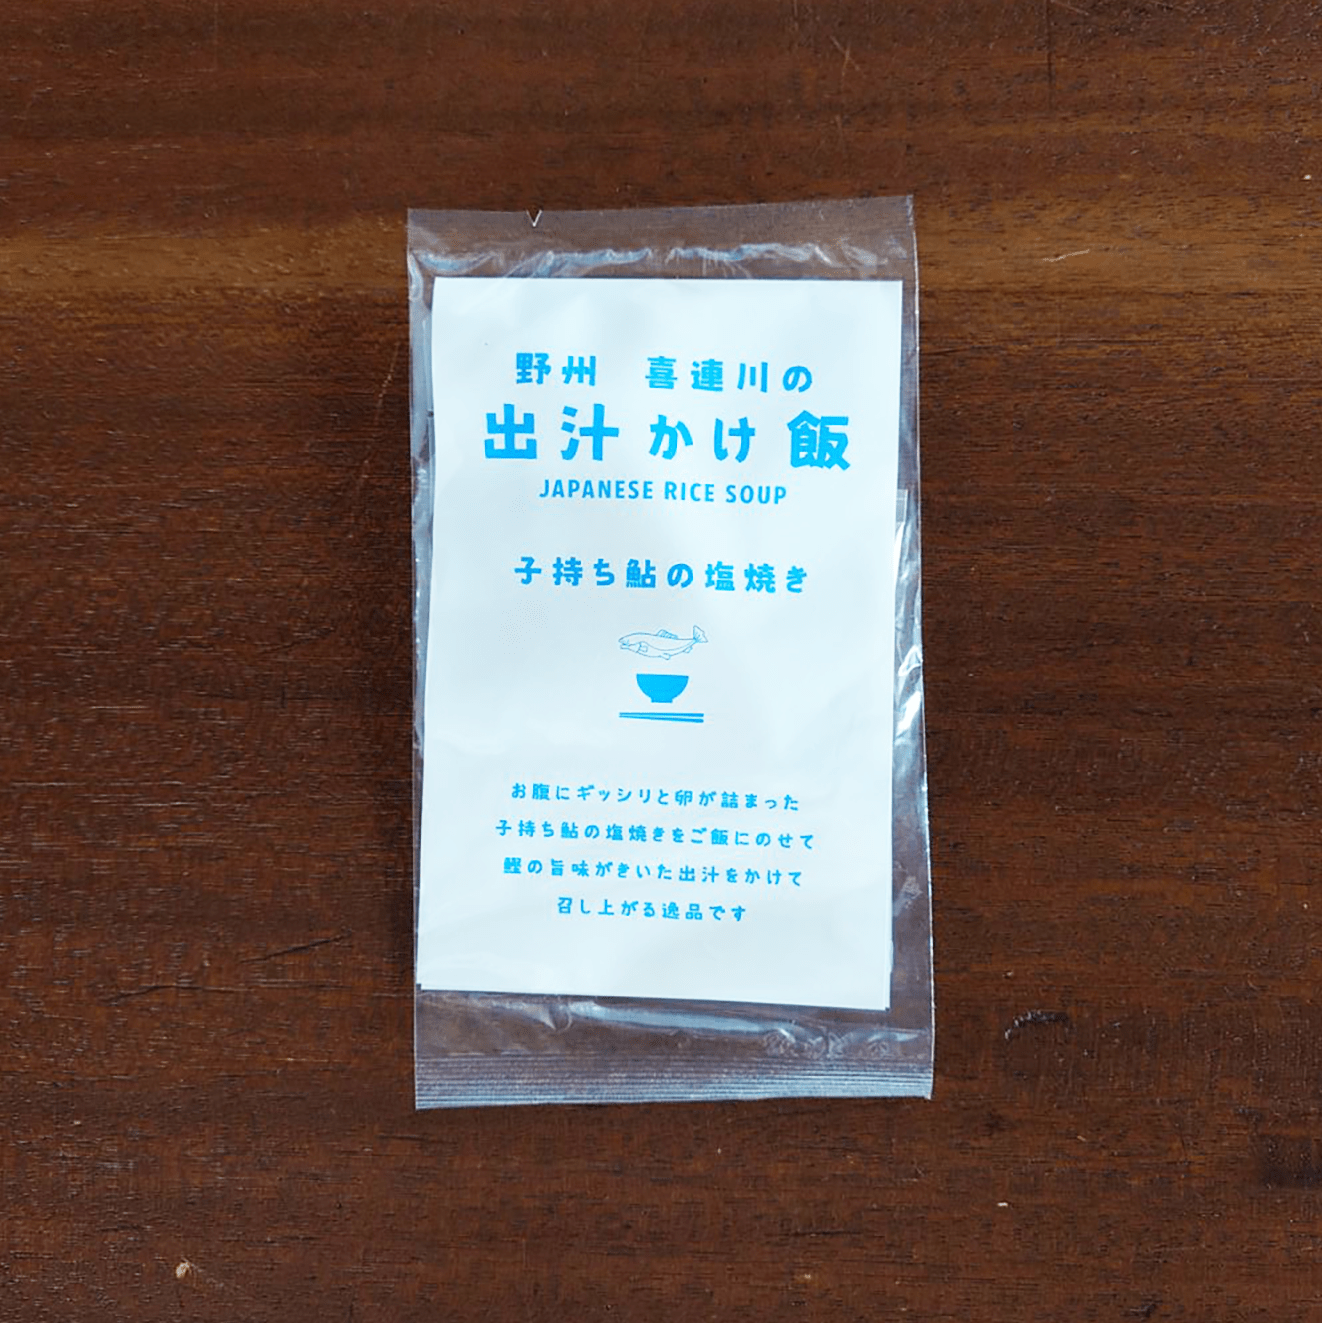 野州　喜連川の
出汁かけ飯
JAPANESE RICE SOUP
子持ち鮎の塩焼き
お腹にギッシリと卵が詰まった
子持ち鮎の塩焼きをご飯にのせて
鰹の旨味がきいた出汁をかけて
召し上がる逸品です